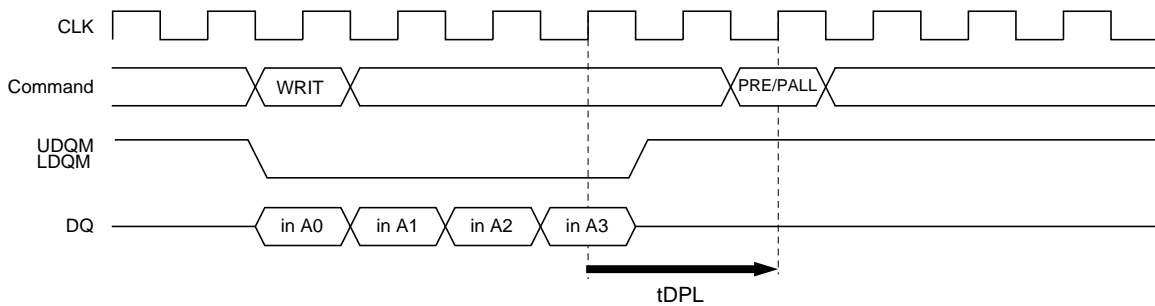 CLK
Command
WRIT
PRE/PALL
UDQM
LDQM
DQ
in A0
in A1
in A2
in A3
tDPL